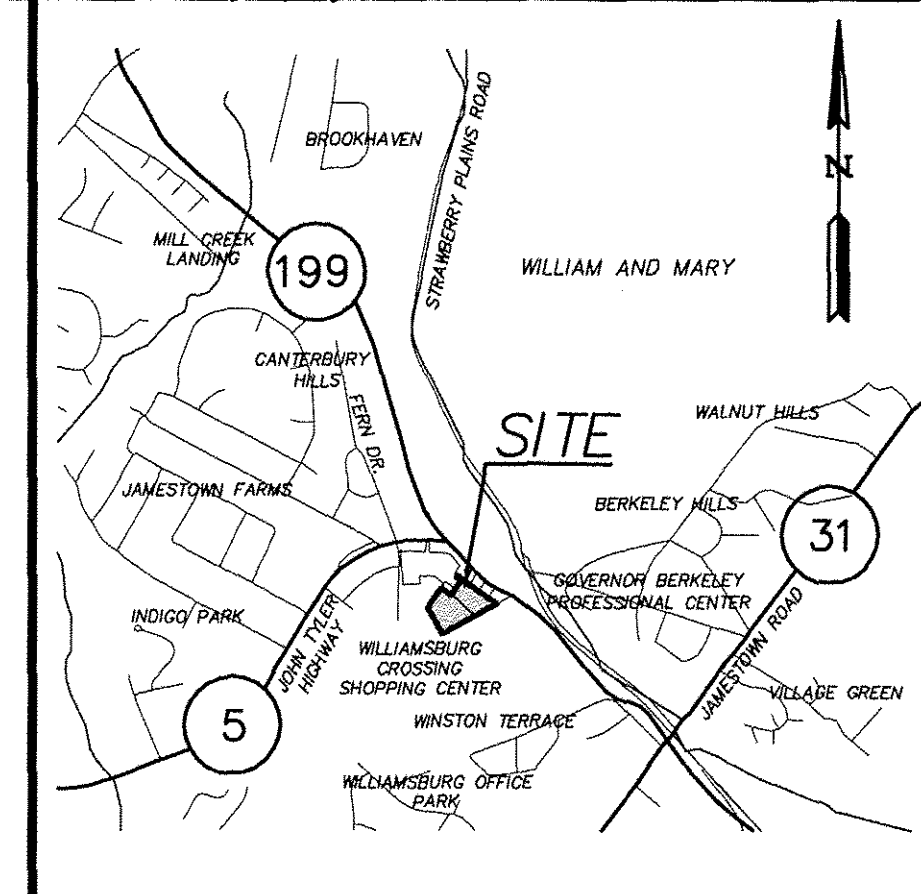 BROOKHAVEN
STRAWBERRY PLAINS ROAD
N
MILL CREEK
LANDING
199
WILLIAM AND MARY
CANTERBURY
HILLS
FERN DR.
SITE
WALNUT HILLS
JAMESTOWN FARMS
BERKELEY HILLS
31
GOVERNOR BERKELEY
PROFESSIONAL CENTER
INDIGO PARK
JOHN TYLER
HIGHWAY
WILLIAMSBURG
CROSSING
SHOPPING CENTER
JAMESTOWN ROAD
VILLAGE GREEN
5
WINSTON TERRACE
WILLIAMSBURG OFFICE
PARK